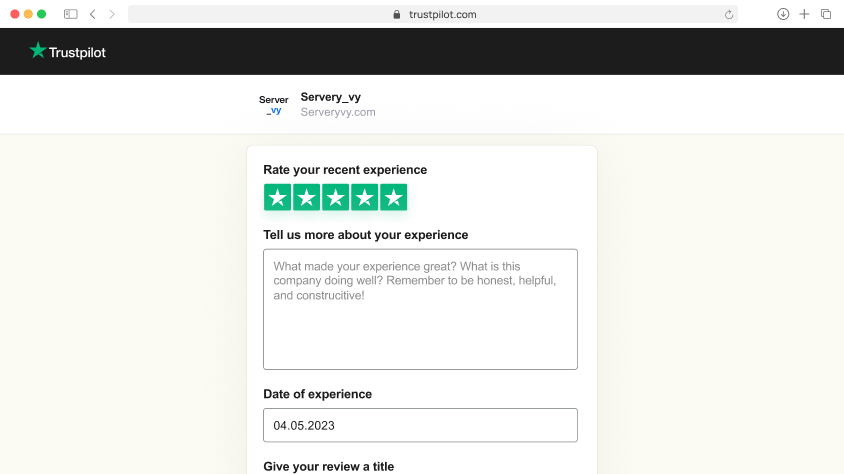 trustpilot.com
Trustpilot
Server
_vy
Servery_vy
Serveryvy.com
Rate your recent experience
Tell us more about your experience
What made your experience great? What is this
company doing well? Remember to be honest, helpful,
and construcitive!
Date of experience
04.05.2023
Give your review a title